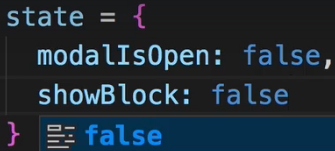 state = {
modalIsOpen: false,
showBlock: false
} false